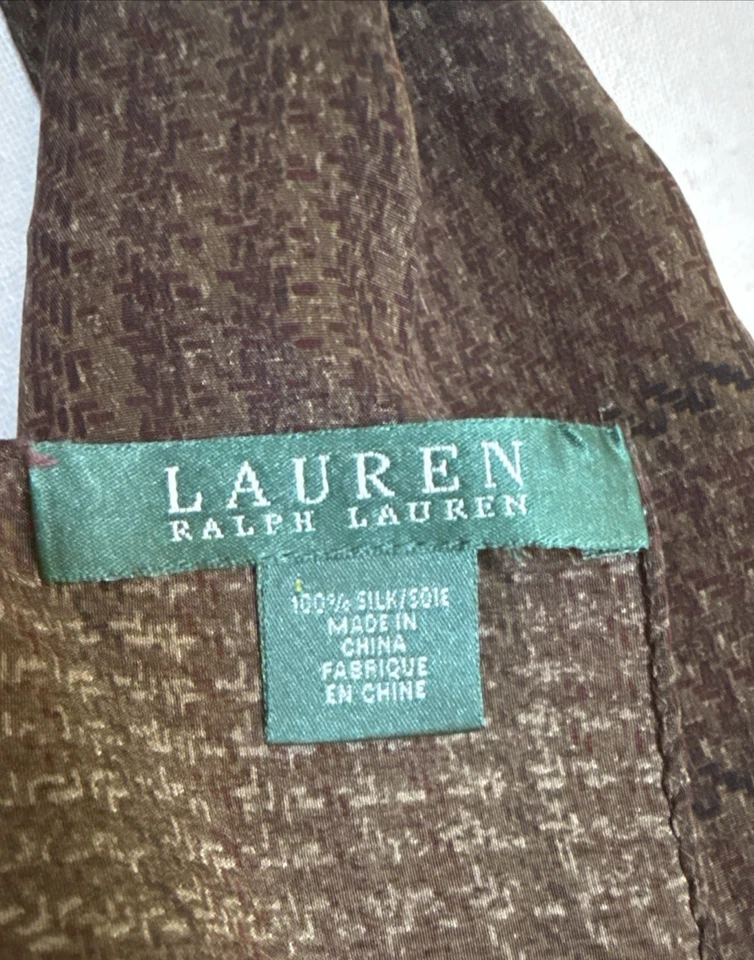 LAUREN
RALPH LAUREN
100% SILK/SOIE
MADE IN
CHINA
FABRIQUE
EN CHINE